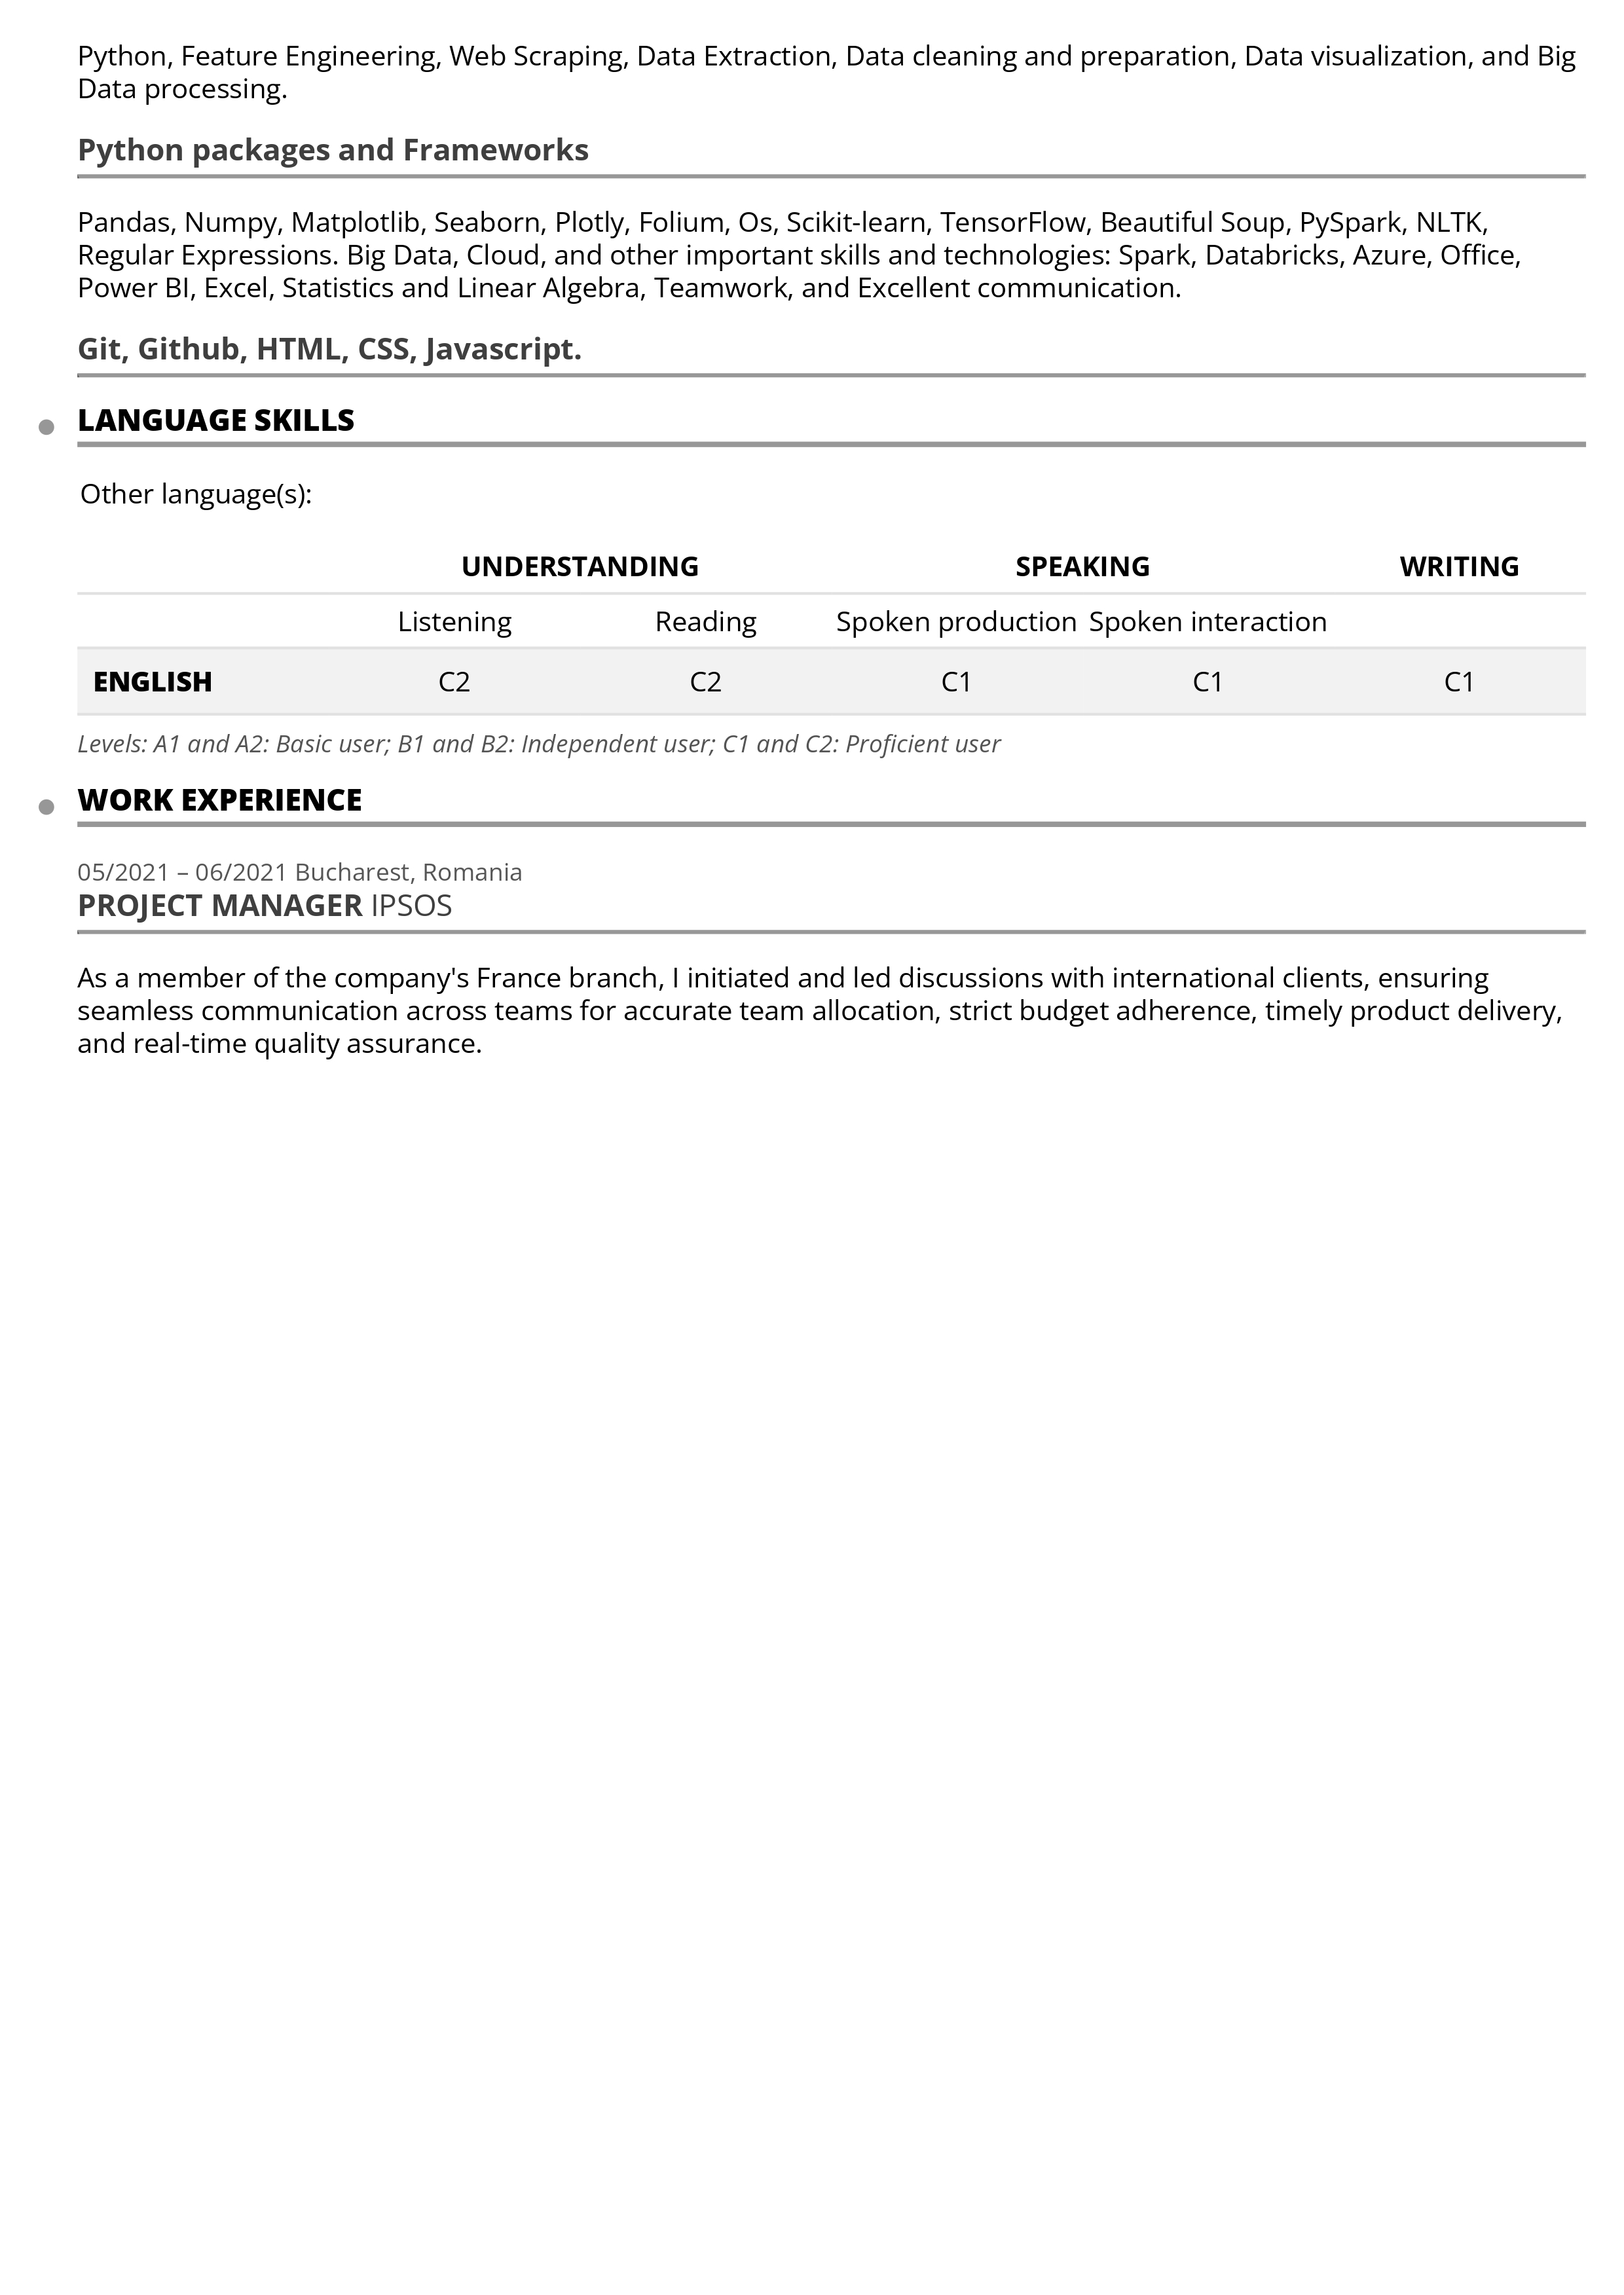 Python, Feature Engineering, Web Scraping, Data Extraction, Data cleaning and preparation, Data visualization, and Big
Data processing.
Python packages and Frameworks
Pandas, Numpy, Matplotlib, Seaborn, Plotly, Folium, Os, Scikit-learn, TensorFlow, Beautiful Soup, PySpark, NLTK,
Regular Expressions. Big Data, Cloud, and other important skills and technologies: Spark, Databricks, Azure, Office,
Power BI, Excel, Statistics and Linear Algebra, Teamwork, and Excellent communication.
Git, Github, HTML, CSS, Javascript.
LANGUAGE SKILLS
Other language(s):
UNDERSTANDING SPEAKING WRITING
Listening Reading Spoken production Spoken interaction
ENGLISH C2 C2 C1 C1 C1
Levels: A1 and A2: Basic user; B1 and B2: Independent user; C1 and C2: Proficient user
WORK EXPERIENCE
05/2021 – 06/2021 Bucharest, Romania
PROJECT MANAGER IPSOS
As a member of the company's France branch, I initiated and led discussions with international clients, ensuring
seamless communication across teams for accurate team allocation, strict budget adherence, timely product delivery,
and real-time quality assurance.